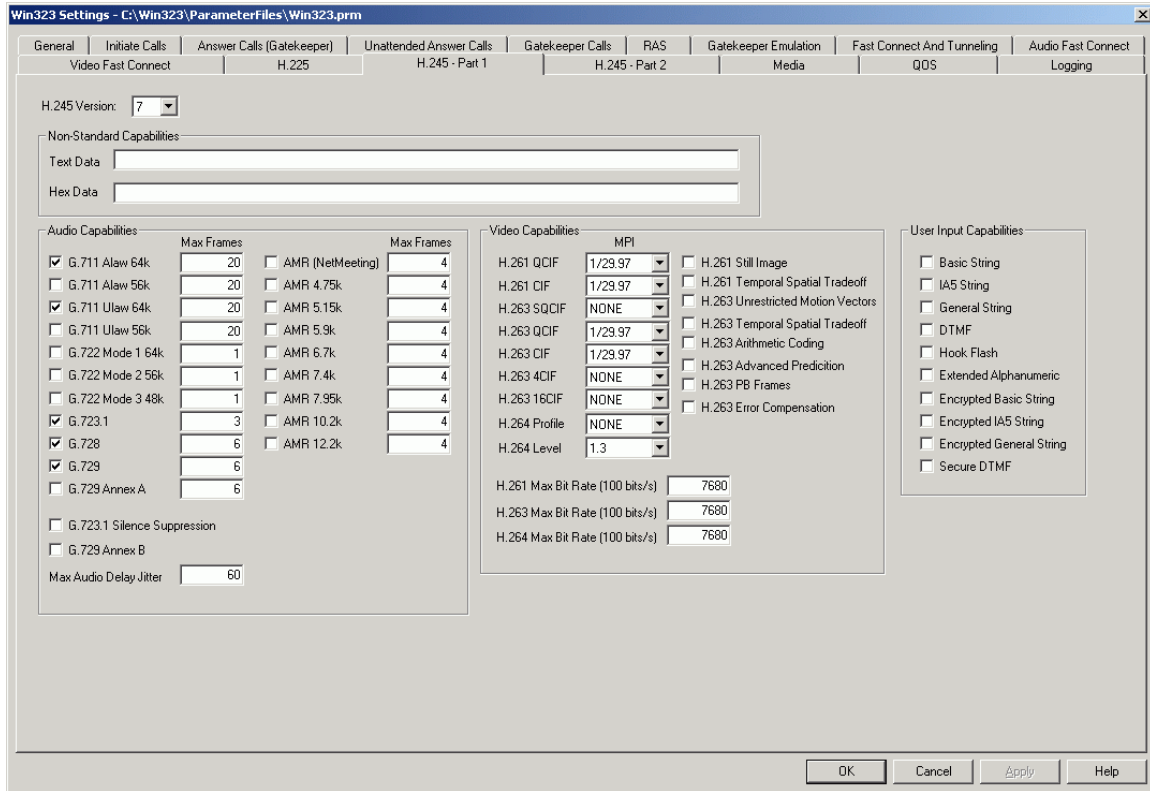 Win323 Settings - C:\Win323\ParameterFiles\Win323.prm
General Initiate Calls Answer Calls (Gatekeeper) Unattended Answer Calls Gatekeeper Calls RAS Gatekeeper Emulation Fast Connect And Tunneling Audio Fast Connect
Video Fast Connect H.225 H.245 - Part 1 H.245 - Part 2 Media QOS Logging
H.245 Version: 7
Non-Standard Capabilities
Text Data
Hex Data
Audio Capabilities
Max Frames Max Frames
G.711 Alaw 64k 20 AMR (NetMeeting) 4
G.711 Alaw 56k 20 AMR 4.75k 4
G.711 Ulaw 64k 20 AMR 5.15k 4
G.711 Ulaw 56k 20 AMR 5.9k 4
G.722 Mode 1 64k 1 AMR 6.7k 4
G.722 Mode 2 56k 1 AMR 7.4k 4
G.722 Mode 3 48k 1 AMR 7.95k 4
G.723.1 3 AMR 10.2k 4
G.728 6 AMR 12.2k 4
G.729 6
G.729 Annex A 6
G.723.1 Silence Suppression
G.729 Annex B
Max Audio Delay Jitter 60
Video Capabilities
MPI
H.261 QCIF 1/29.97
H.261 CIF 1/29.97
H.263 SQCIF NONE
H.263 QCIF 1/29.97
H.263 CIF 1/29.97
H.263 4CIF NONE
H.263 16CIF NONE
H.264 Profile NONE
H.264 Level 1.3
H.261 Still Image
H.261 Temporal Spatial Tradeoff
H.263 Unrestricted Motion Vectors
H.263 Temporal Spatial Tradeoff
H.263 Arithmetic Coding
H.263 Advanced Predicition
H.263 PB Frames
H.263 Error Compensation
H.261 Max Bit Rate (100 bits/s) 7680
H.263 Max Bit Rate (100 bits/s) 7680
H.264 Max Bit Rate (100 bits/s) 7680
User Input Capabilities
Basic String
IA5 String
General String
DTMF
Hook Flash
Extended Alphanumeric
Encrypted Basic String
Encrypted IA5 String
Encrypted General String
Secure DTMF
OK Cancel Apply Help